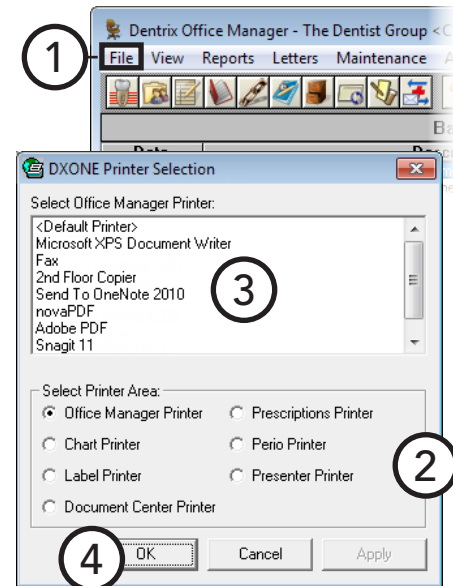 Dentrix Office Manager - The Dentist Group <
1
File View Reports Letters Maintenance
DXONE Printer Selection
Select Office Manager Printer:
<Default Printer>
Microsoft XPS Document Writer
Fax
2nd Floor Copier
Send To OneNote 2010
novaPDF
Adobe PDF
Snagit 11
3
Select Printer Area:
Office Manager Printer Prescriptions Printer
Chart Printer Perio Printer
Label Printer Presenter Printer
2
Document Center Printer
4
OK Cancel Apply